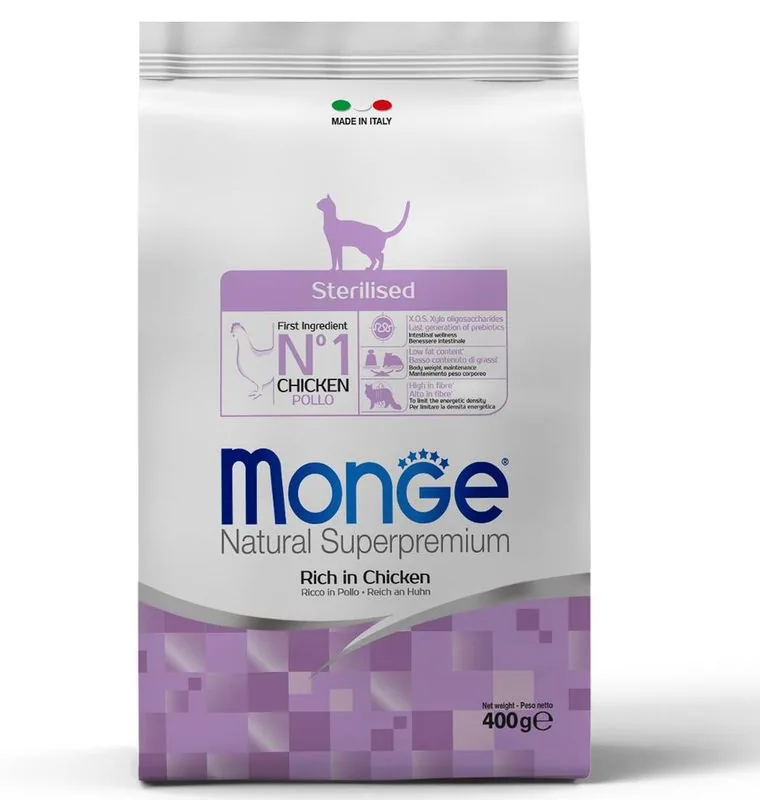 MADE IN ITALY
Sterilised
First Ingredient
N°1
CHICKEN
POLLO
X.O.S. Xylo oligosaccharides
Last generation of prebiotics
Intestinal wellness
Benessere intestinale
Low fat content*
Basso contenuto di grassi*
Body weight maintenance
Mantenimento peso corporeo
High in fibre*
Alto in fibre*
To limit the energetic density
Per limitare la densità energetica
Monge®
Natural Superpremium
Rich in Chicken
Ricco in Pollo • Reich an Huhn
Net weight - Peso netto
400g℮